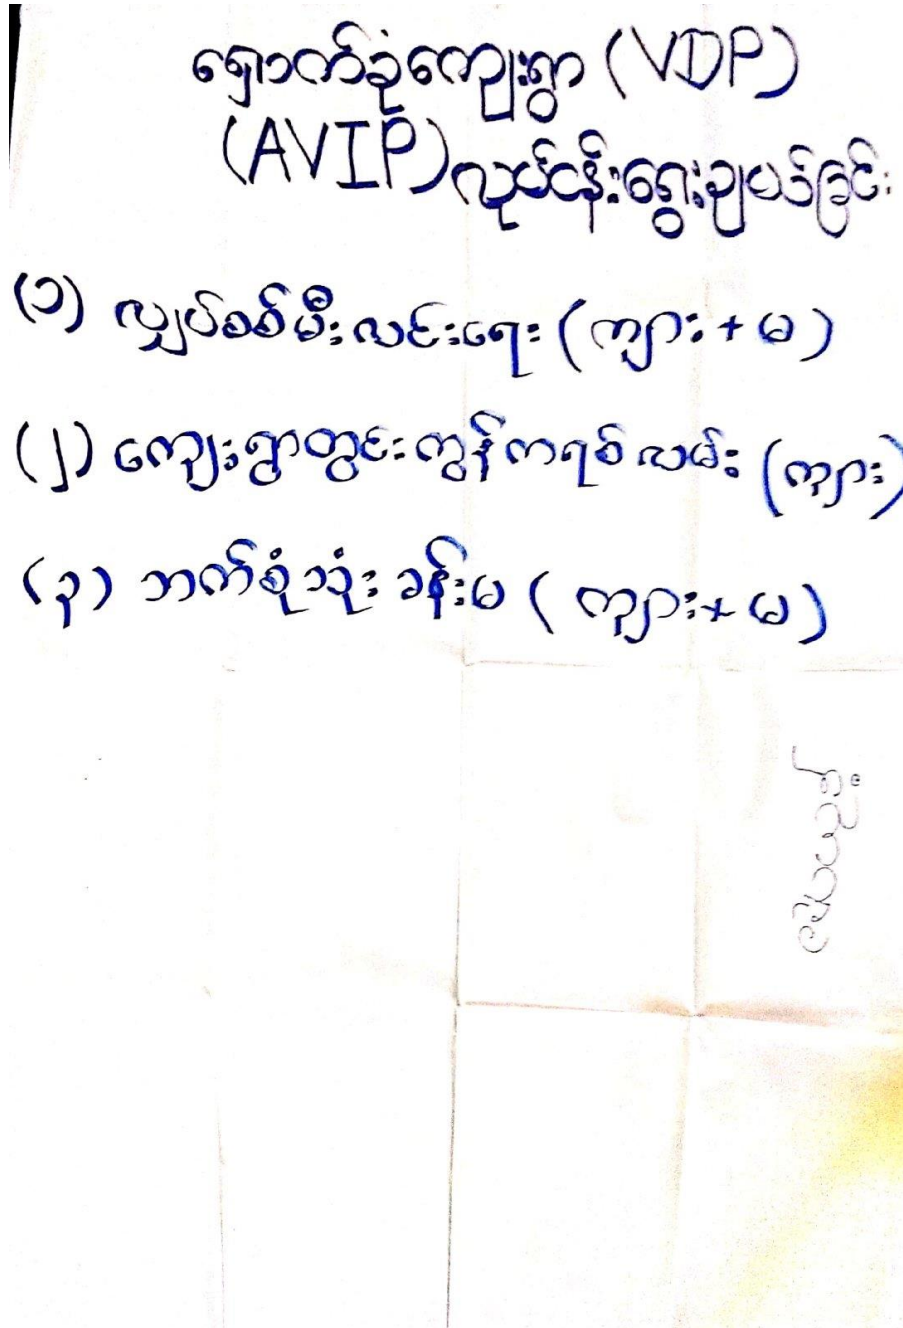 ရှောက်ခုံကျေးရွာ (VDP)
(AVIP) လုပ်ငန်းရွေးချယ်ခြင်း
(၁) လျှပ်စစ်မီးလင်းရေး (ကျား + မ)
(၂) ကျေးရွာတွင်းကွန်ကရစ်လမ်း (ကျား)
(၃) ဘက်စုံသုံးခန်းမ (ကျား + မ)